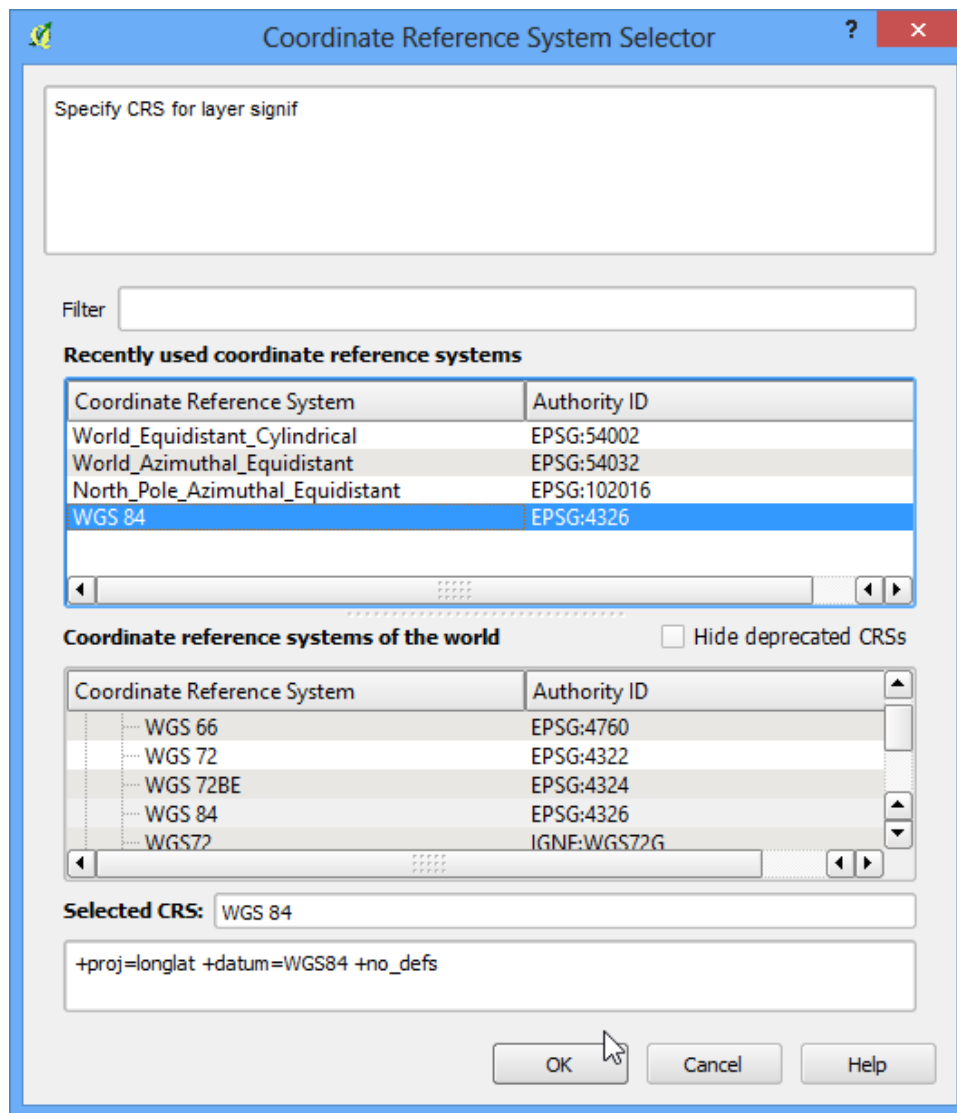 Coordinate Reference System Selector ? ×
Specify CRS for layer signif
Filter
Recently used coordinate reference systems
Coordinate Reference System Authority ID
World_Equidistant_Cylindrical EPSG:54002
World_Azimuthal_Equidistant EPSG:54032
North_Pole_Azimuthal_Equidistant EPSG:102016
WGS 84 EPSG:4326
Coordinate reference systems of the world Hide deprecated CRSs
Coordinate Reference System Authority ID
WGS 66 EPSG:4760
WGS 72 EPSG:4322
WGS 72BE EPSG:4324
WGS 84 EPSG:4326
WGS72 IGNF:WGS72G
Selected CRS: WGS 84
+proj=longlat +datum=WGS84 +no_defs
OK Cancel Help